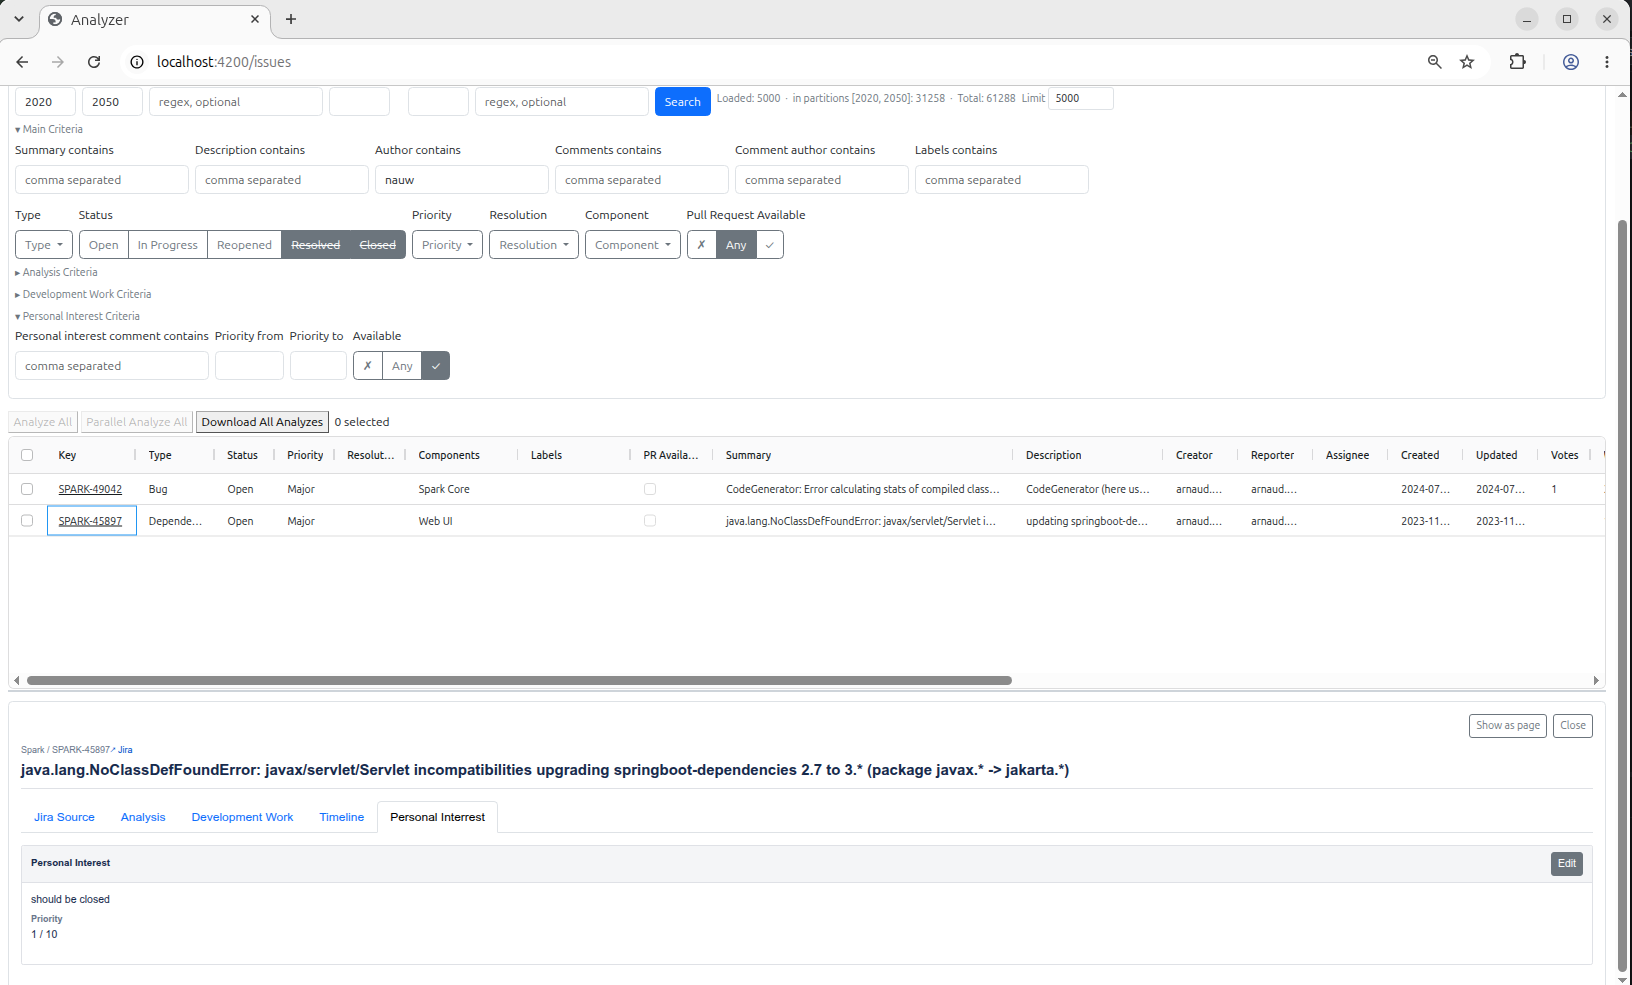 Analyzer
localhost:4200/issues
2020 2050 regex, optional regex, optional Search Loaded: 5000 · in partitions [2020, 2050]: 31258 · Total: 61288 Limit 5000
▾ Main Criteria
Summary contains Description contains Author contains Comments contains Comment author contains Labels contains
comma separated comma separated nauw comma separated comma separated comma separated
Type Status Priority Resolution Component Pull Request Available
Type Open In Progress Reopened Resolved Closed Priority Resolution Component ✗ Any ✓
▸ Analysis Criteria
▸ Development Work Criteria
▾ Personal Interest Criteria
Personal interest comment contains Priority from Priority to Available
comma separated ✗ Any ✓
Analyze All Parallel Analyze All Download All Analyzes 0 selected
Key Type Status Priority Resolut... Components Labels PR Availa... Summary Description Creator Reporter Assignee Created Updated Votes
SPARK-49042 Bug Open Major Spark Core CodeGenerator: Error calculating stats of compiled class... CodeGenerator (here us... arnaud.... arnaud.... 2024-07... 2024-07... 1
SPARK-45897 Depende... Open Major Web UI java.lang.NoClassDefFoundError: javax/servlet/Servlet i... updating springboot-de... arnaud.... arnaud.... 2023-11... 2023-11...
Show as page Close
Spark / SPARK-45897↗ Jira
java.lang.NoClassDefFoundError: javax/servlet/Servlet incompatibilities upgrading springboot-dependencies 2.7 to 3.* (package javax.* -> jakarta.*)
Jira Source Analysis Development Work Timeline Personal Interrest
Personal Interest Edit
should be closed
Priority
1 / 10